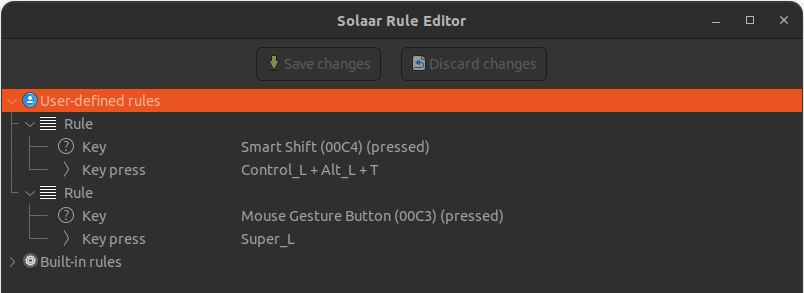 Solaar Rule Editor
Save changes Discard changes
User-defined rules
Rule
Key Smart Shift (00C4) (pressed)
Key press Control_L + Alt_L + T
Rule
Key Mouse Gesture Button (00C3) (pressed)
Key press Super_L
Built-in rules